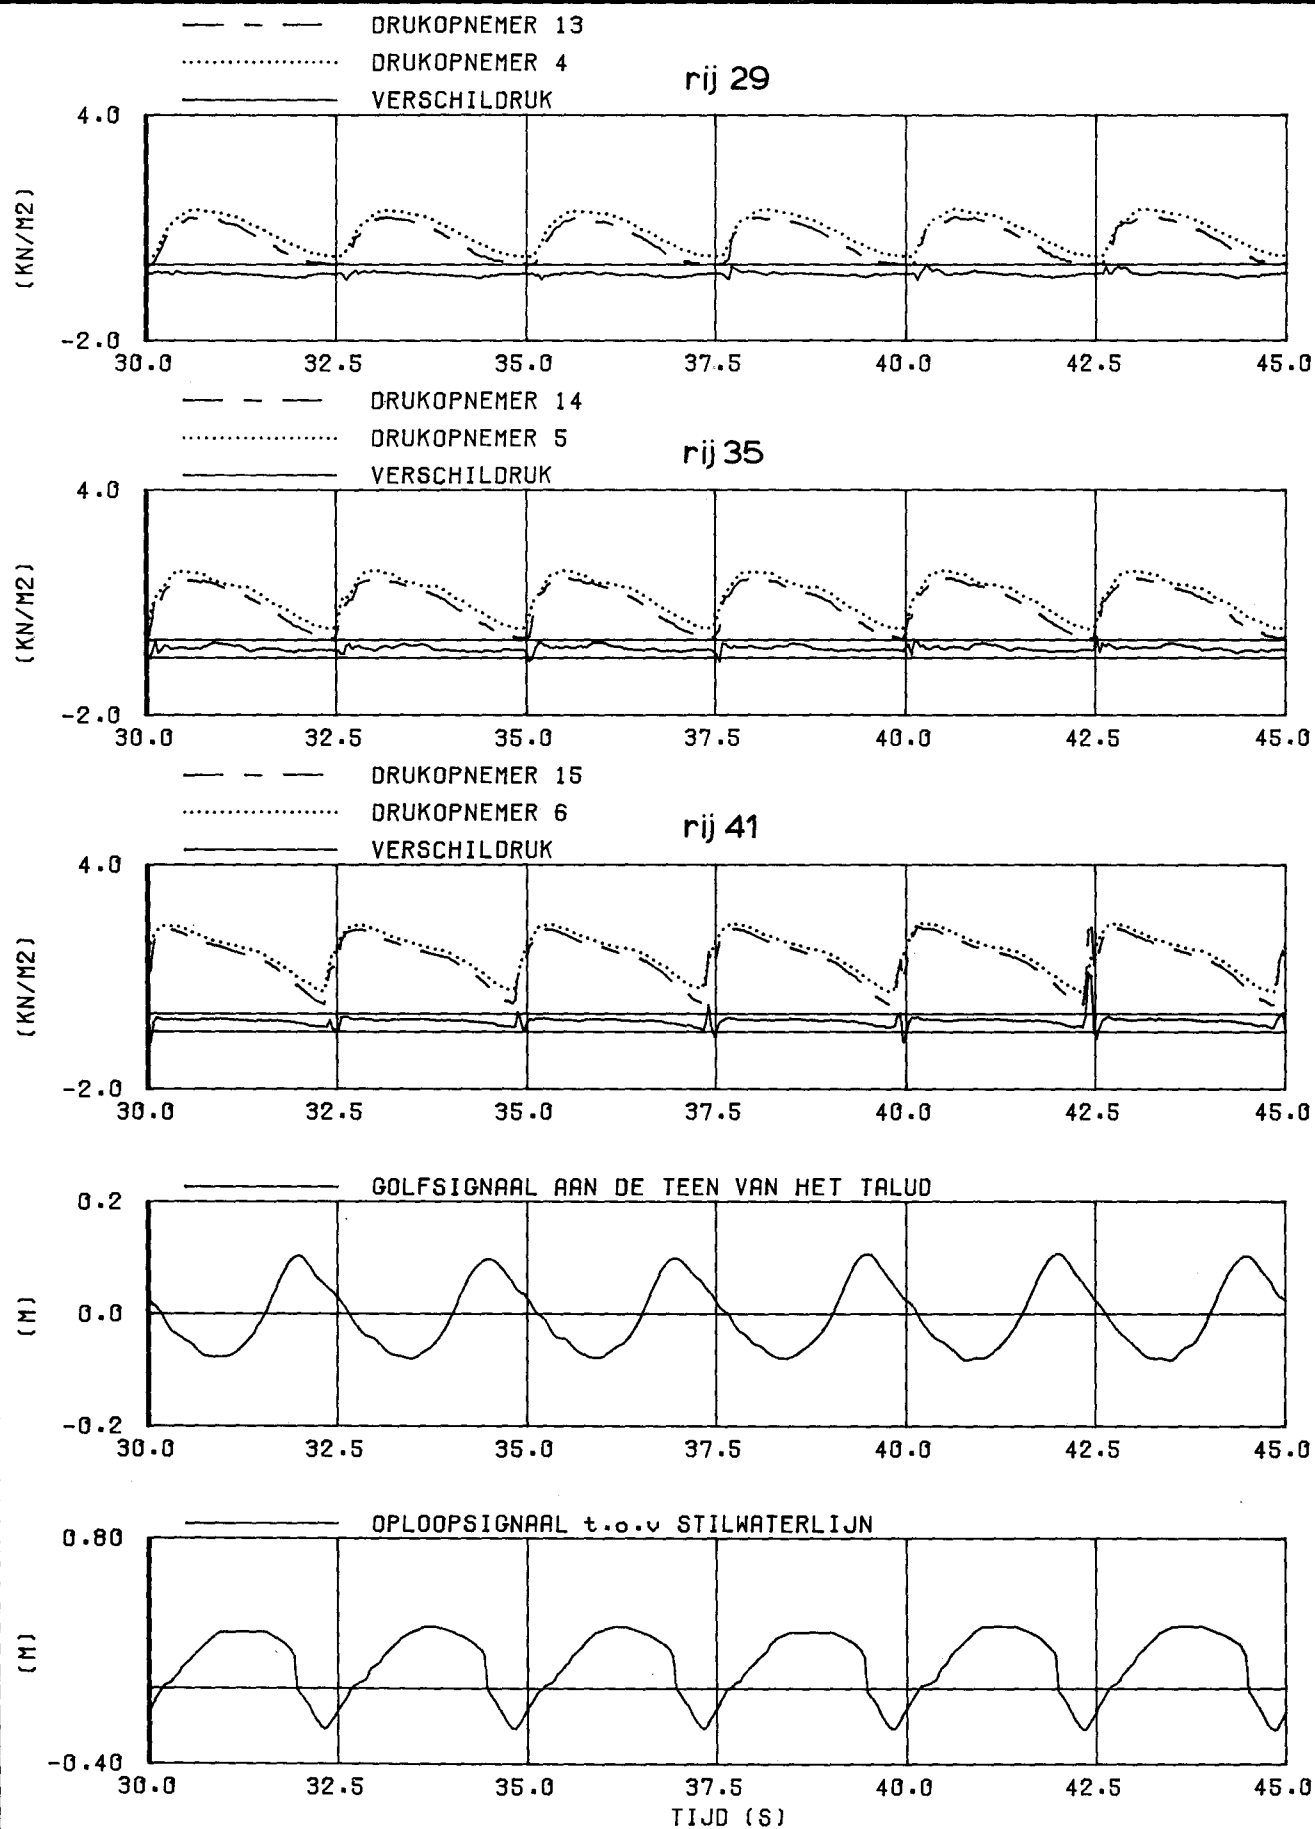 DRUKOPNEMER 13
DRUKOPNEMER 4
rij 29
VERSCHILDRUK
4.0
(KN/M2)
-2.0
30.0 32.5 35.0 37.5 40.0 42.5 45.0
DRUKOPNEMER 14
DRUKOPNEMER 5
rij 35
VERSCHILDRUK
4.0
(KN/M2)
-2.0
30.0 32.5 35.0 37.5 40.0 42.5 45.0
DRUKOPNEMER 15
DRUKOPNEMER 6
rij 41
VERSCHILDRUK
4.0
(KN/M2)
-2.0
30.0 32.5 35.0 37.5 40.0 42.5 45.0
GOLFSIGNAAL AAN DE TEEN VAN HET TALUD
0.2
(M)
0.0
-0.2
30.0 32.5 35.0 37.5 40.0 42.5 45.0
OPLOOPSIGNAAL t.o.v STILWATERLIJN
0.80
(M)
-0.40
30.0 32.5 35.0 37.5 40.0 42.5 45.0
TIJD (S)